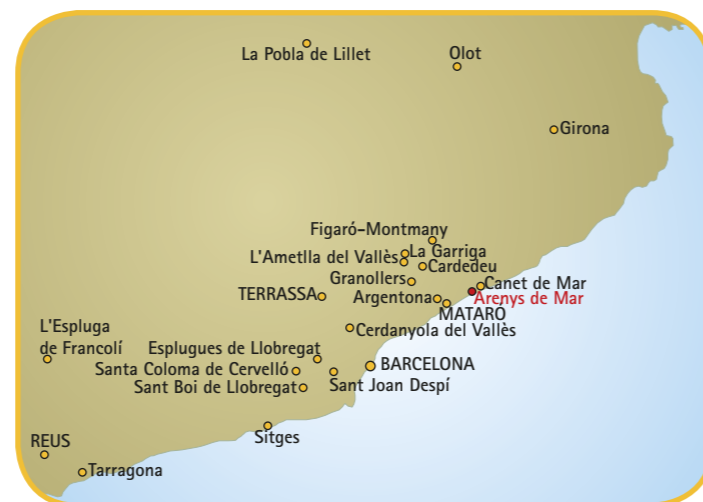 La Pobla de Lillet
Olot
Girona
Figaró-Montmany
La Garriga
L'Ametlla del Vallès
Cardedeu
Granollers
Canet de Mar
TERRASSA
Argentona
Arenys de Mar
MATARÓ
Cerdanyola del Vallès
L'Espluga
de Francolí
Esplugues de Llobregat
BARCELONA
Santa Coloma de Cervelló
Sant Joan Despí
Sant Boi de Llobregat
Sitges
REUS
Tarragona